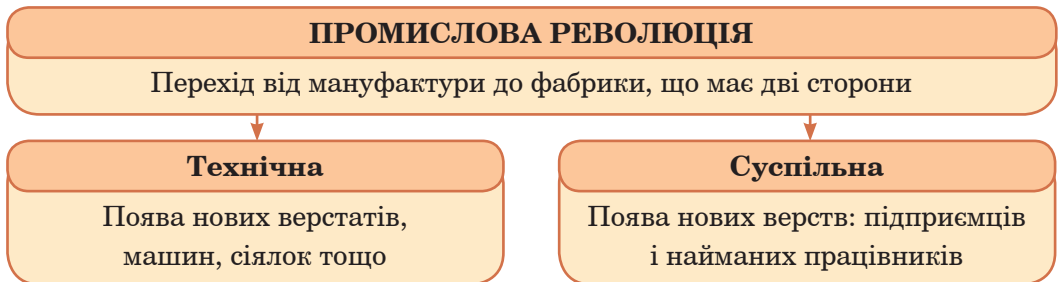 ПРОМИСЛОВА РЕВОЛЮЦІЯ
Перехід від мануфактури до фабрики, що має дві сторони
Технічна
Поява нових верстатів,
машин, сіялок тощо
Суспільна
Поява нових верств: підприємців
і найманих працівників